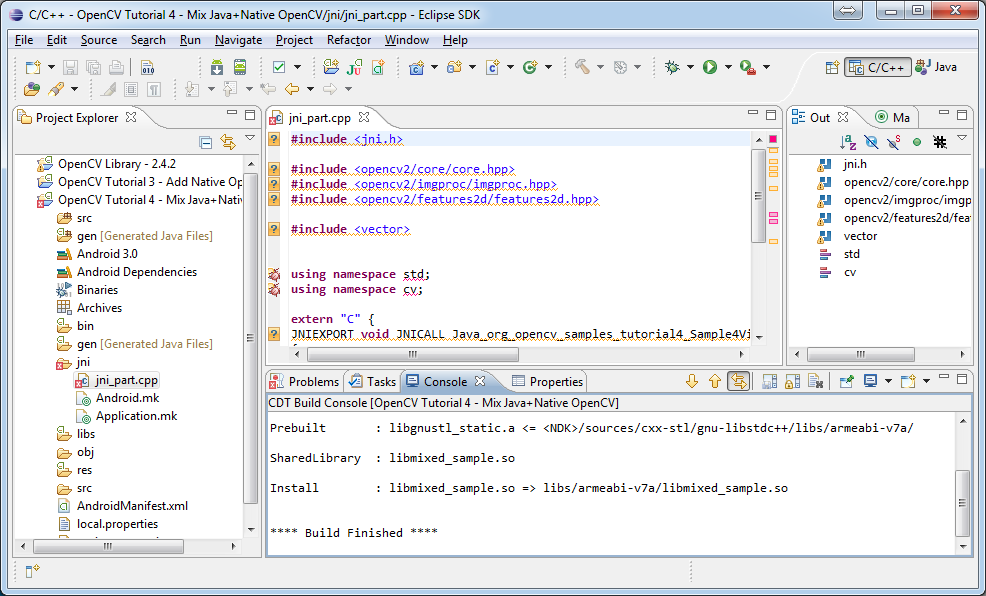 C/C++ - OpenCV Tutorial 4 - Mix Java+Native OpenCV/jni/jni_part.cpp - Eclipse SDK
File Edit Source Search Run Navigate Project Refactor Window Help
C/C++ Java
Project Explorer
OpenCV Library - 2.4.2
OpenCV Tutorial 3 - Add Native Op
OpenCV Tutorial 4 - Mix Java+Nativ
src
gen [Generated Java Files]
Android 3.0
Android Dependencies
Binaries
Archives
bin
gen [Generated Java Files]
jni
jni_part.cpp
Android.mk
Application.mk
libs
obj
res
src
AndroidManifest.xml
local.properties
jni_part.cpp
#include <jni.h>
#include <opencv2/core/core.hpp>
#include <opencv2/imgproc/imgproc.hpp>
#include <opencv2/features2d/features2d.hpp>
#include <vector>
using namespace std;
using namespace cv;
extern "C" {
JNIEXPORT void JNICALL Java_org_opencv_samples_tutorial4_Sample4Vi
Out Ma
jni.h
opencv2/core/core.hpp
opencv2/imgproc/imgp
opencv2/features2d/feat
vector
std
cv
Problems Tasks Console Properties
CDT Build Console [OpenCV Tutorial 4 - Mix Java+Native OpenCV]
Prebuilt : libgnustl_static.a <= <NDK>/sources/cxx-stl/gnu-libstdc++/libs/armeabi-v7a/
SharedLibrary : libmixed_sample.so
Install : libmixed_sample.so => libs/armeabi-v7a/libmixed_sample.so
**** Build Finished ****